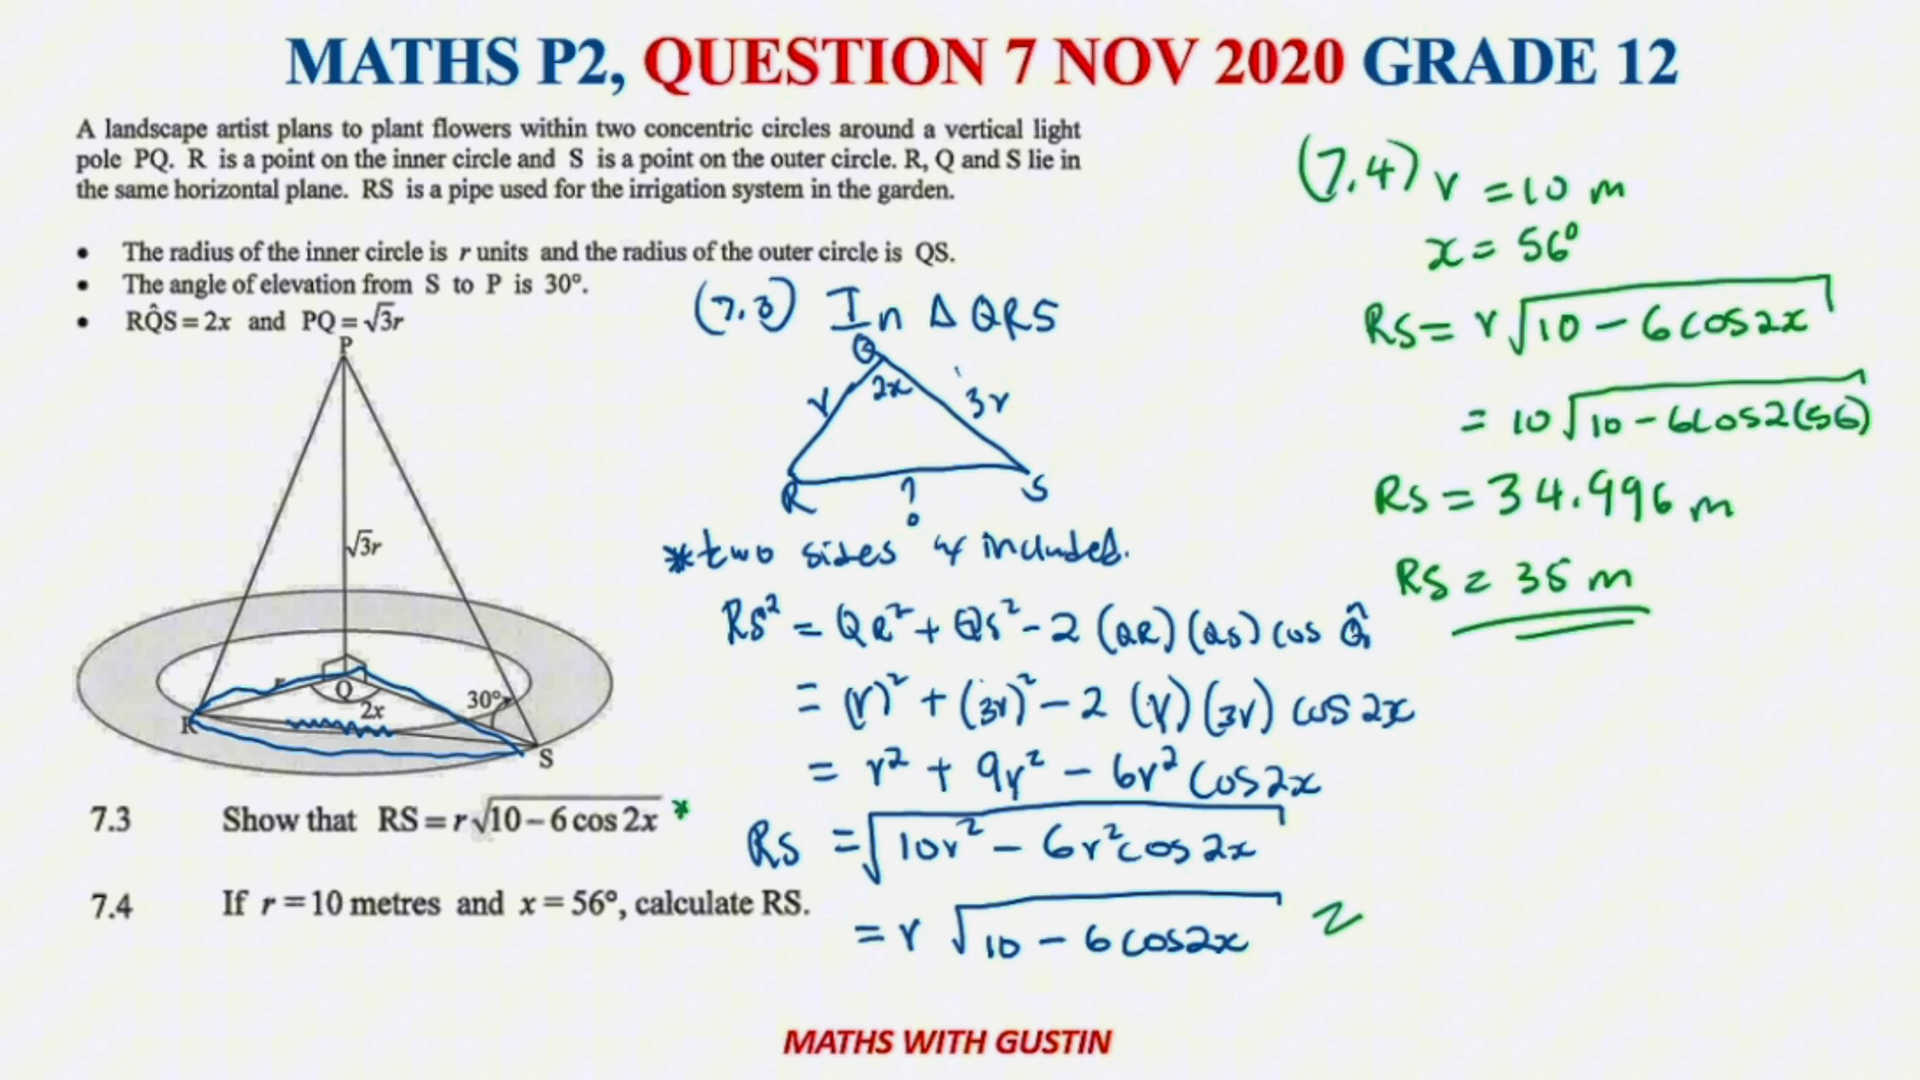 MATHS P2, QUESTION 7 NOV 2020 GRADE 12
A landscape artist plans to plant flowers within two concentric circles around a vertical light
pole PQ. R is a point on the inner circle and S is a point on the outer circle. R, Q and S lie in
the same horizontal plane. RS is a pipe used for the irrigation system in the garden.
• The radius of the inner circle is r units and the radius of the outer circle is QS.
• The angle of elevation from S to P is 30°.
• RQ̂S = 2x and PQ = √3r
P
√3r
r
Q
2x
30°
R
S
7.3 Show that RS = r√10 – 6 cos 2x *
7.4 If r = 10 metres and x = 56°, calculate RS.
(7.3) In Δ QRS
Q
2x
r
3r
R
?
S
*two sides & included.
RS² = QR² + QS² - 2 (QR) (QS) cos Q̂
= (r)² + (3r)² - 2 (r) (3r) cos 2x
= r² + 9r² - 6r² cos2x
RS = √10r² - 6r²cos2x
= r √10 - 6 cos2x
(7.4) r = 10 m
x = 56°
RS = r√10 - 6cos2x
= 10√10 - 6cos2(56)
RS = 34.996 m
RS = 35 m
MATHS WITH GUSTIN